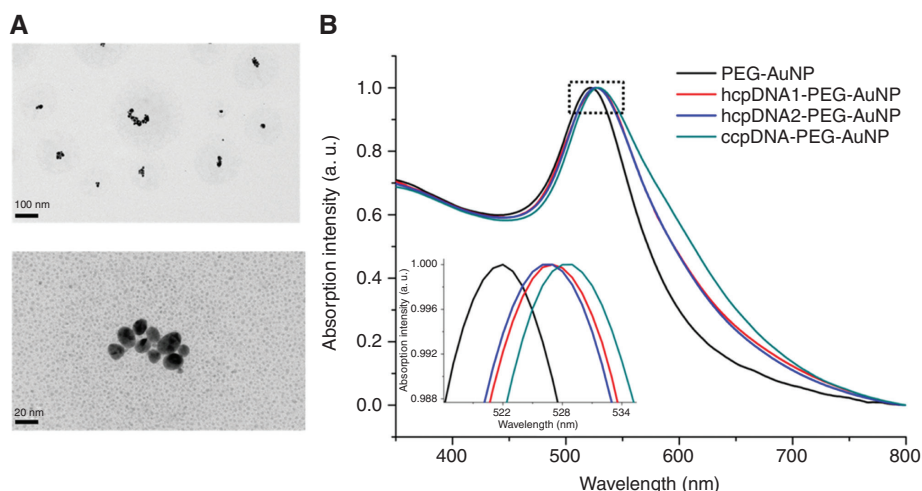 A
100 nm
20 nm
B
PEG-AuNP
hcpDNA1-PEG-AuNP
hcpDNA2-PEG-AuNP
ccpDNA-PEG-AuNP
Absorption intensity (a. u.)
1.0
0.8
0.6
0.4
0.2
0.0
400 500 600 700 800
Wavelength (nm)
Absorption intensity (a.u.)
1.000
0.996
0.992
0.988
522 528 534
Wavelength (nm)